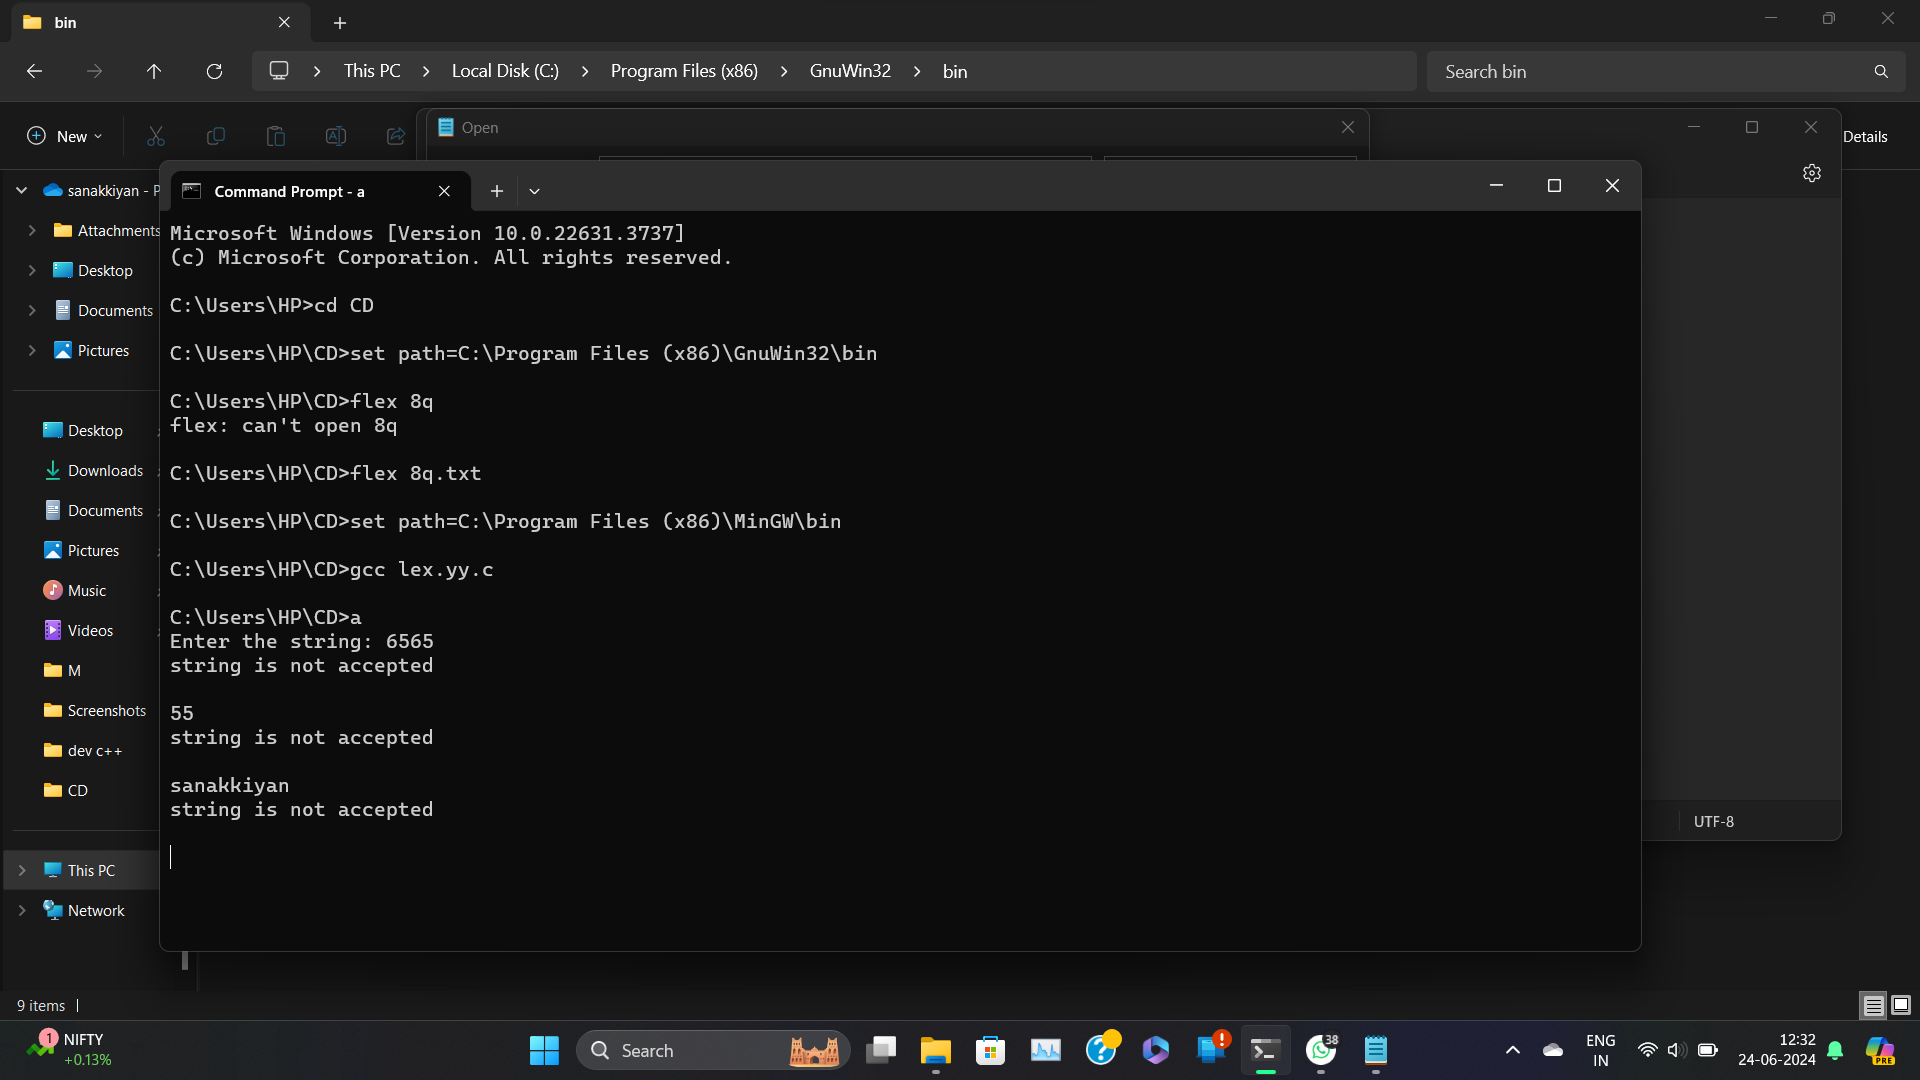 bin
This PC
Local Disk (C:)
Program Files (x86)
GnuWin32
bin
Search bin
New
Open
Details
sanakkiyan - P
Attachments
Desktop
Documents
Pictures
Desktop
Downloads
Documents
Pictures
Music
Videos
M
Screenshots
dev c++
CD
This PC
Network
Command Prompt - a
Microsoft Windows [Version 10.0.22631.3737]
(c) Microsoft Corporation. All rights reserved.
C:\Users\HP>cd CD
C:\Users\HP\CD>set path=C:\Program Files (x86)\GnuWin32\bin
C:\Users\HP\CD>flex 8q
flex: can't open 8q
C:\Users\HP\CD>flex 8q.txt
C:\Users\HP\CD>set path=C:\Program Files (x86)\MinGW\bin
C:\Users\HP\CD>gcc lex.yy.c
C:\Users\HP\CD>a
Enter the string: 6565
string is not accepted
55
string is not accepted
sanakkiyan
string is not accepted
UTF-8
9 items
1
NIFTY
+0.13%
Search
38
ENG
IN
12:32
24-06-2024
PRE